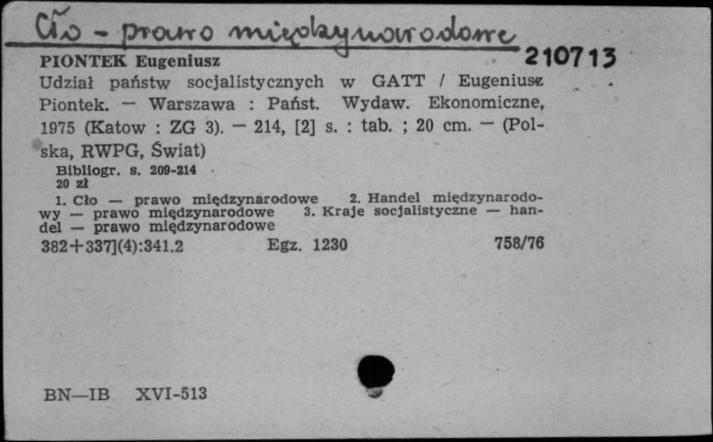 Cło - prawo międzynarodowe
210713
PIONTEK Eugeniusz
Udział państw socjalistycznych w GATT / Eugeniusz
Piontek. — Warszawa : Państ. Wydaw. Ekonomiczne,
1975 (Katow : ZG 3). — 214, [2] s. : tab. ; 20 cm. — (Pol-
ska, RWPG, Świat)
Bibliogr. s. 209-214
20 zł
1. Cło — prawo międzynarodowe 2. Handel międzynarodo-
wy — prawo międzynarodowe 3. Kraje socjalistyczne — han-
del — prawo międzynarodowe
382+337](4):341.2 Egz. 1230 758/76
BN—IB XVI-513